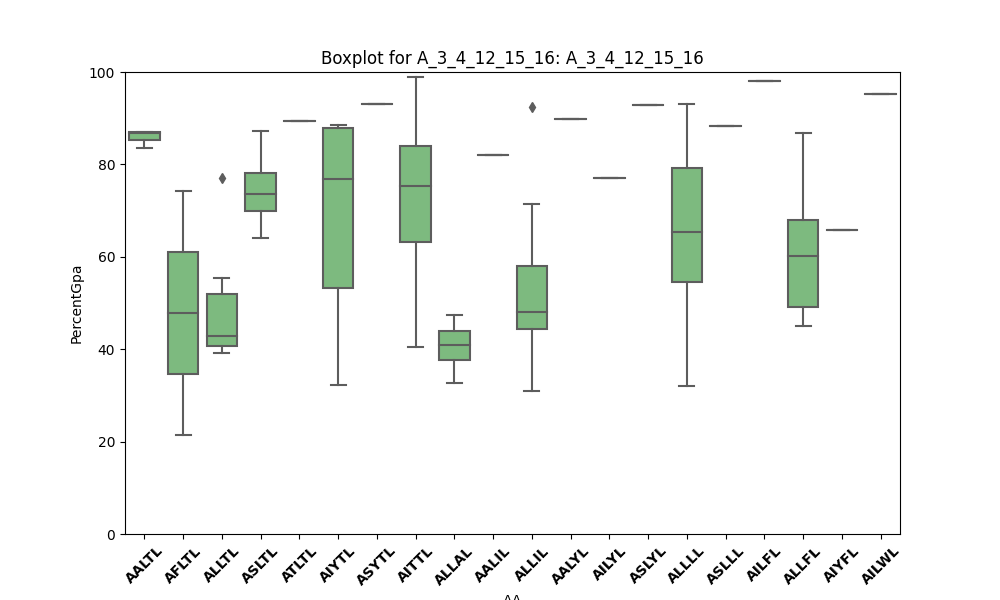 Boxplot for A_3_4_12_15_16: A_3_4_12_15_16
100
80
60
40
20
0
PercentGpa
AALTL AFLTL ALLTL ASLTL ATLTL AIYTL ASYTL AITTL ALLAL AALIL ALLIL AALYL AILYL ASLYL ALLLL ASLLL AILFL ALLFL AIYFL AILWL
AA